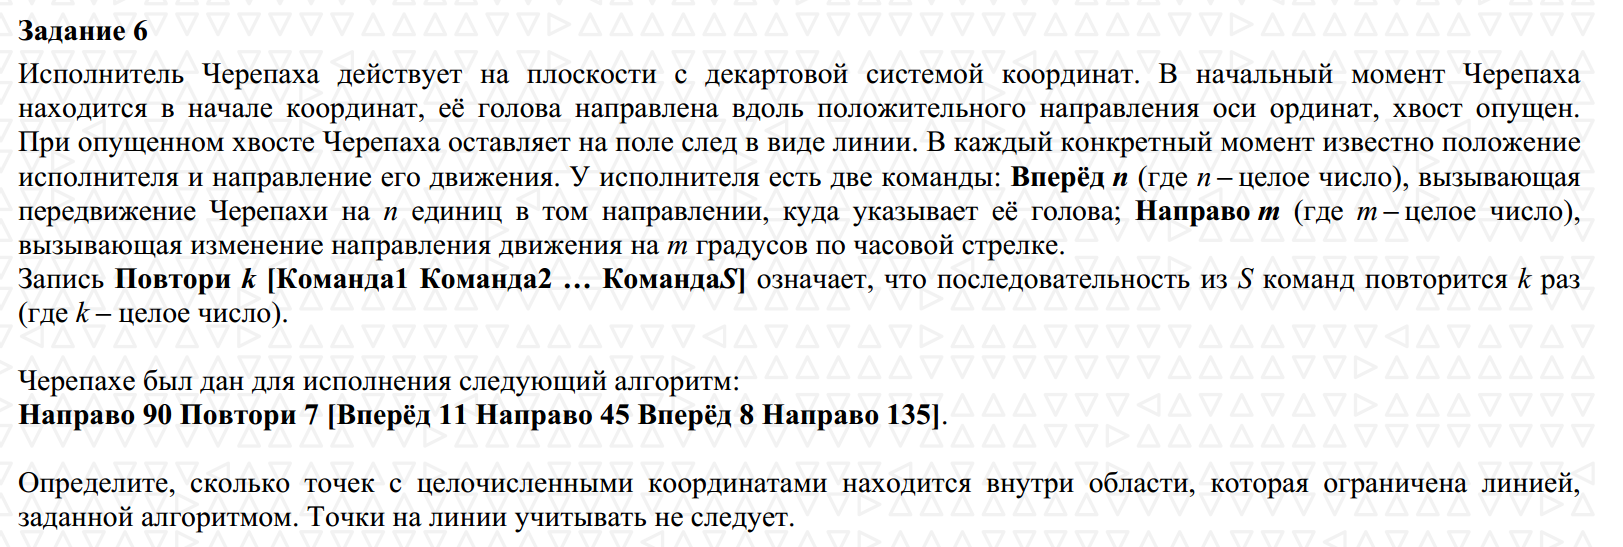 Задание 6
Исполнитель Черепаха действует на плоскости с декартовой системой координат. В начальный момент Черепаха
находится в начале координат, её голова направлена вдоль положительного направления оси ординат, хвост опущен.
При опущенном хвосте Черепаха оставляет на поле след в виде линии. В каждый конкретный момент известно положение
исполнителя и направление его движения. У исполнителя есть две команды: Вперёд n (где n – целое число), вызывающая
передвижение Черепахи на n единиц в том направлении, куда указывает её голова; Направо m (где m – целое число),
вызывающая изменение направления движения на m градусов по часовой стрелке.
Запись Повтори k [Команда1 Команда2 … КомандаS] означает, что последовательность из S команд повторится k раз
(где k – целое число).
Черепахе был дан для исполнения следующий алгоритм:
Направо 90 Повтори 7 [Вперёд 11 Направо 45 Вперёд 8 Направо 135].
Определите, сколько точек с целочисленными координатами находится внутри области, которая ограничена линией,
заданной алгоритмом. Точки на линии учитывать не следует.